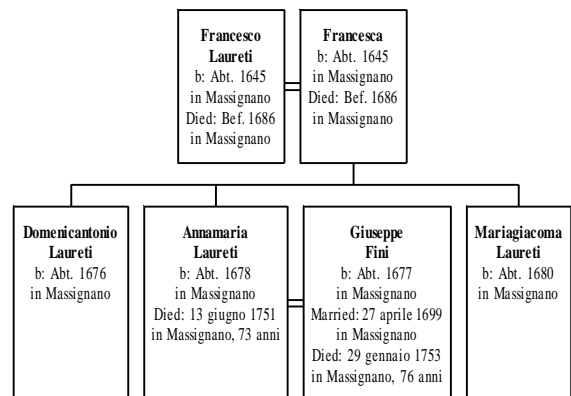 Francesco
Laureti
b: Abt. 1645
in Massignano
Died: Bef. 1686
in Massignano
Francesca
b: Abt. 1645
in Massignano
Died: Bef. 1686
in Massignano
Domenicantonio
Laureti
b: Abt. 1676
in Massignano
Annamaria
Laureti
b: Abt. 1678
in Massignano
Died: 13 giugno 1751
in Massignano, 73 anni
Giuseppe
Fini
b: Abt. 1677
in Massignano
Married: 27 aprile 1699
in Massignano
Died: 29 gennaio 1753
in Massignano, 76 anni
Mariagiacoma
Laureti
b: Abt. 1680
in Massignano